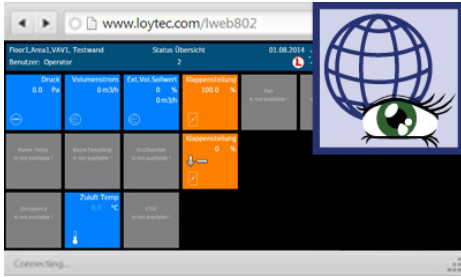 www.loytec.com/lweb802
Floor1,Area1,VAV1, Testwand Status Übersicht 01.08.2014
Benutzer: Operator 2 L
Druck Volumenstrom Ext.Vol.Sollwert Klappenstellung Fan
0.0 Pa 0 m3/h 0 % 100.0 % is not available !
0 m3/h
Room Temp RoomTempSetp OccOverride Klappenstellung
is not available ! is not available ! is not available ! 0 %
Occupancy Zuluft Temp CO2
is not available ! 0.0 °C is not available !
Connecting...